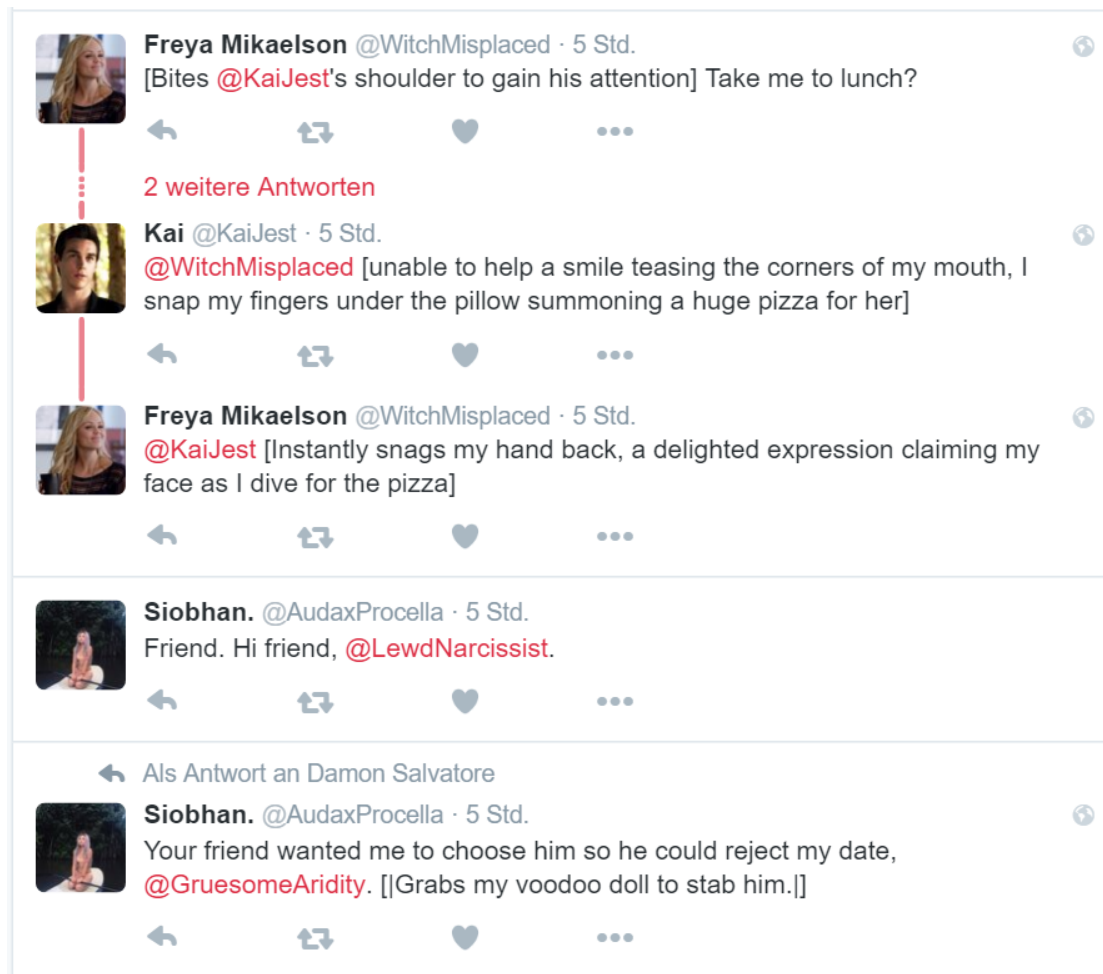 Freya Mikaelson @WitchMisplaced · 5 Std.
[Bites @KaiJest's shoulder to gain his attention] Take me to lunch?
2 weitere Antworten
Kai @KaiJest · 5 Std.
@WitchMisplaced [unable to help a smile teasing the corners of my mouth, I
snap my fingers under the pillow summoning a huge pizza for her]
Freya Mikaelson @WitchMisplaced · 5 Std.
@KaiJest [Instantly snags my hand back, a delighted expression claiming my
face as I dive for the pizza]
Siobhan. @AudaxProcella · 5 Std.
Friend. Hi friend, @LewdNarcissist.
Als Antwort an Damon Salvatore
Siobhan. @AudaxProcella · 5 Std.
Your friend wanted me to choose him so he could reject my date,
@GruesomeAridity. [|Grabs my voodoo doll to stab him.|]